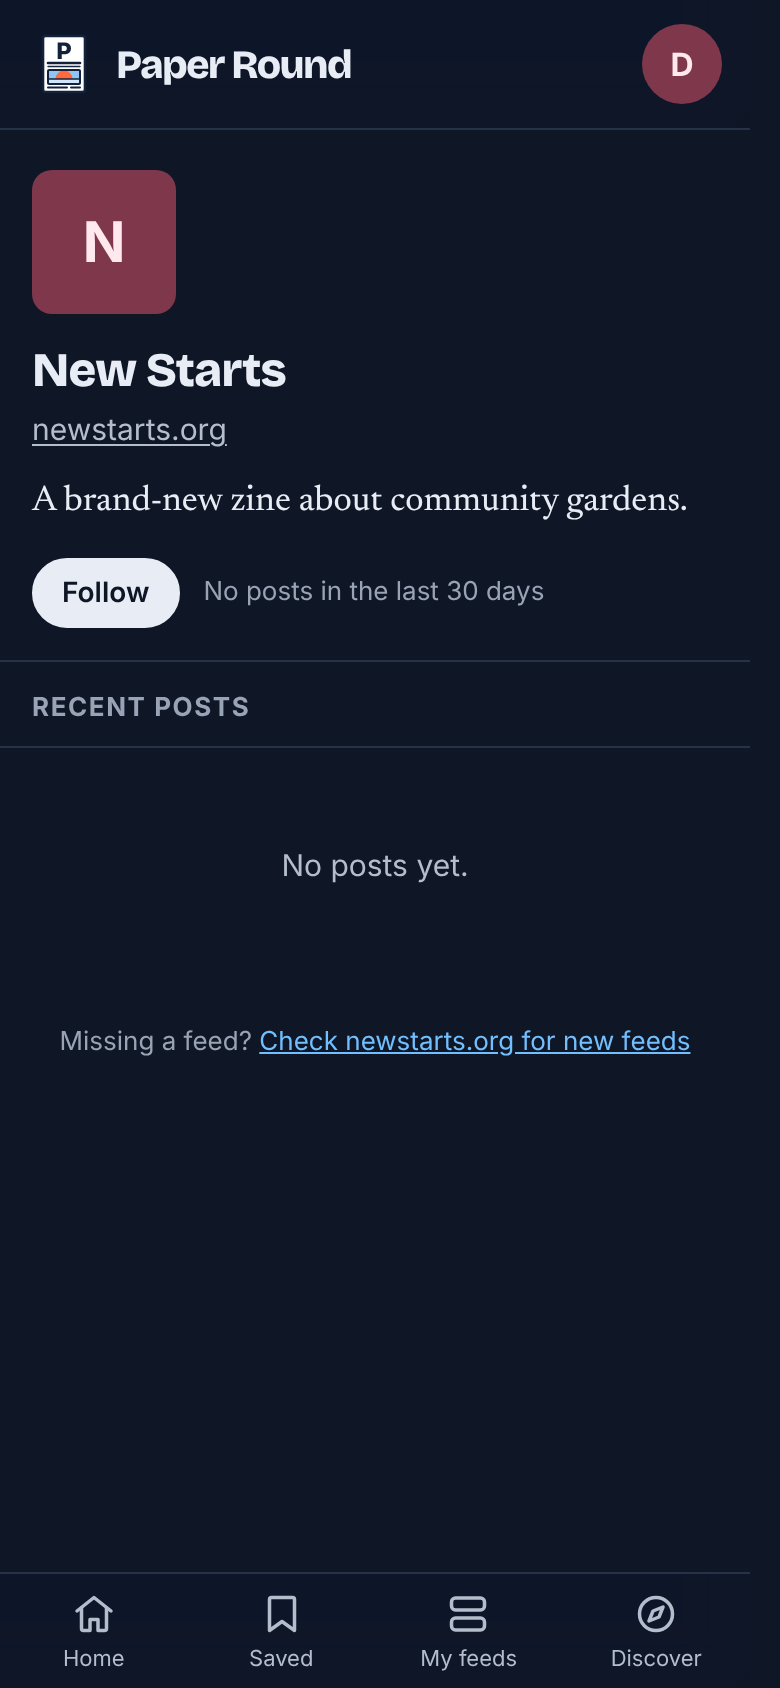 P
Paper Round
D
N
New Starts
newstarts.org
A brand-new zine about community gardens.
Follow
No posts in the last 30 days
RECENT POSTS
No posts yet.
Missing a feed? Check newstarts.org for new feeds
Home
Saved
My feeds
Discover